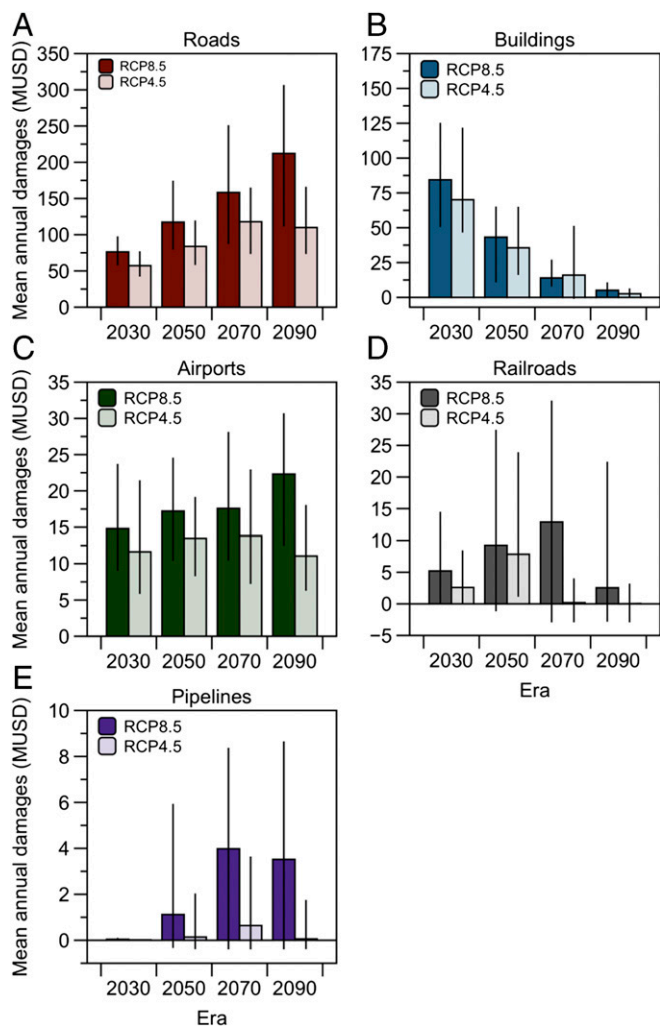 A
Roads
Mean annual damages (MUSD)
350
300
250
200
150
100
50
0
RCP8.5
RCP4.5
2030 2050 2070 2090
B
Buildings
175
150
125
100
75
50
25
0
RCP8.5
RCP4.5
2030 2050 2070 2090
C
Airports
Mean annual damages (MUSD)
35
30
25
20
15
10
5
0
RCP8.5
RCP4.5
2030 2050 2070 2090
D
Railroads
35
30
25
20
15
10
5
0
−5
RCP8.5
RCP4.5
2030 2050 2070 2090
Era
E
Pipelines
Mean annual damages (MUSD)
10
8
6
4
2
0
RCP8.5
RCP4.5
2030 2050 2070 2090
Era